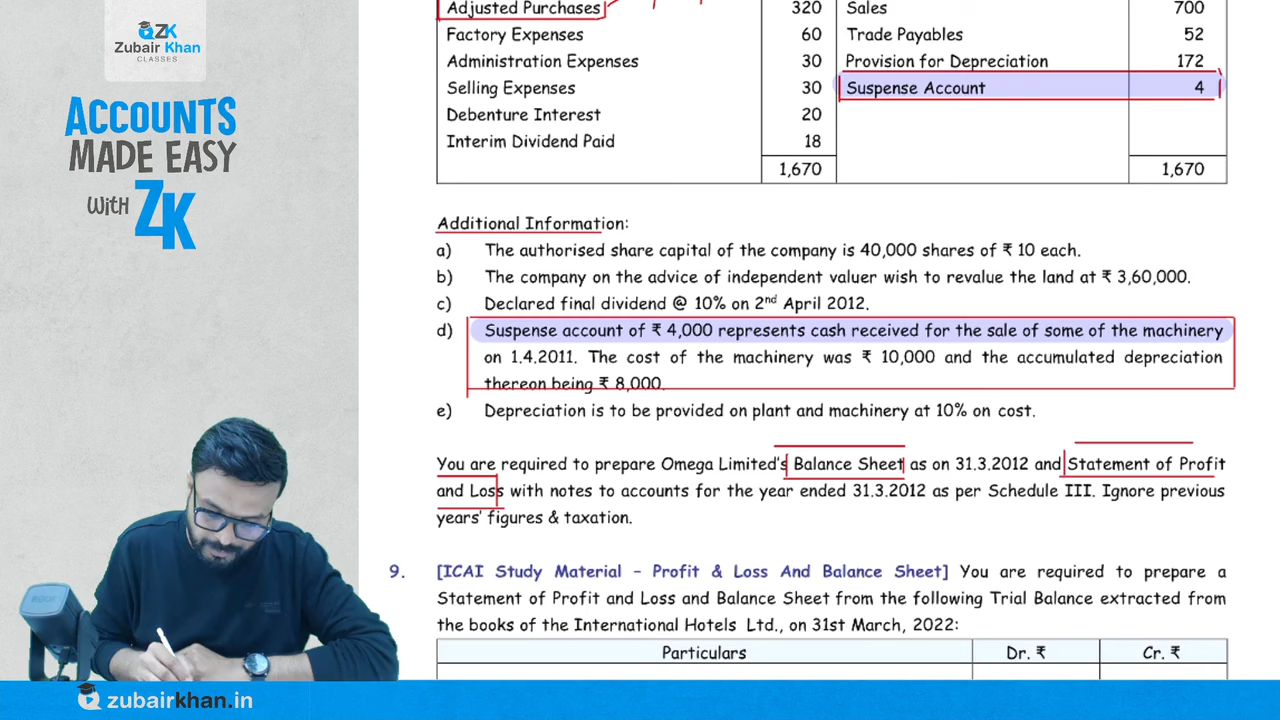 ZK
Zubair Khan
CLASSES
ACCOUNTS
MADE EASY
WITH ZK
Adjusted Purchases 320 Sales 700
Factory Expenses 60 Trade Payables 52
Administration Expenses 30 Provision for Depreciation 172
Selling Expenses 30 Suspense Account 4
Debenture Interest 20
Interim Dividend Paid 18
1,670 1,670
Additional Information:
a) The authorised share capital of the company is 40,000 shares of ₹ 10 each.
b) The company on the advice of independent valuer wish to revalue the land at ₹ 3,60,000.
c) Declared final dividend @ 10% on 2nd April 2012.
d) Suspense account of ₹ 4,000 represents cash received for the sale of some of the machinery
on 1.4.2011. The cost of the machinery was ₹ 10,000 and the accumulated depreciation
thereon being ₹ 8,000.
e) Depreciation is to be provided on plant and machinery at 10% on cost.
You are required to prepare Omega Limited's Balance Sheet as on 31.3.2012 and Statement of Profit
and Loss with notes to accounts for the year ended 31.3.2012 as per Schedule III. Ignore previous
years' figures & taxation.
9. [ICAI Study Material – Profit & Loss And Balance Sheet] You are required to prepare a
Statement of Profit and Loss and Balance Sheet from the following Trial Balance extracted from
the books of the International Hotels Ltd., on 31st March, 2022:
Particulars Dr. ₹ Cr. ₹
zubairkhan.in